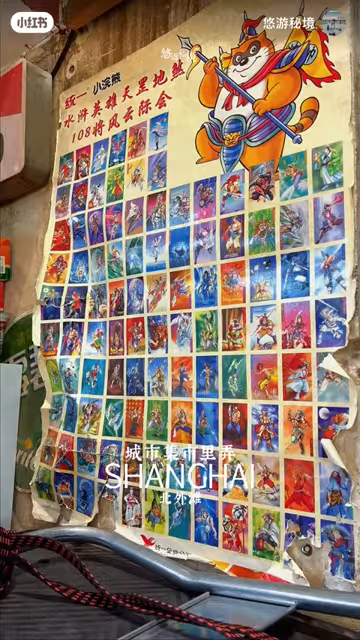 小红书
悠游秘境
统一 小浣熊
水浒英雄天罡地煞
108将风云际会
城市集市里弄
SHANGHAI
北外滩